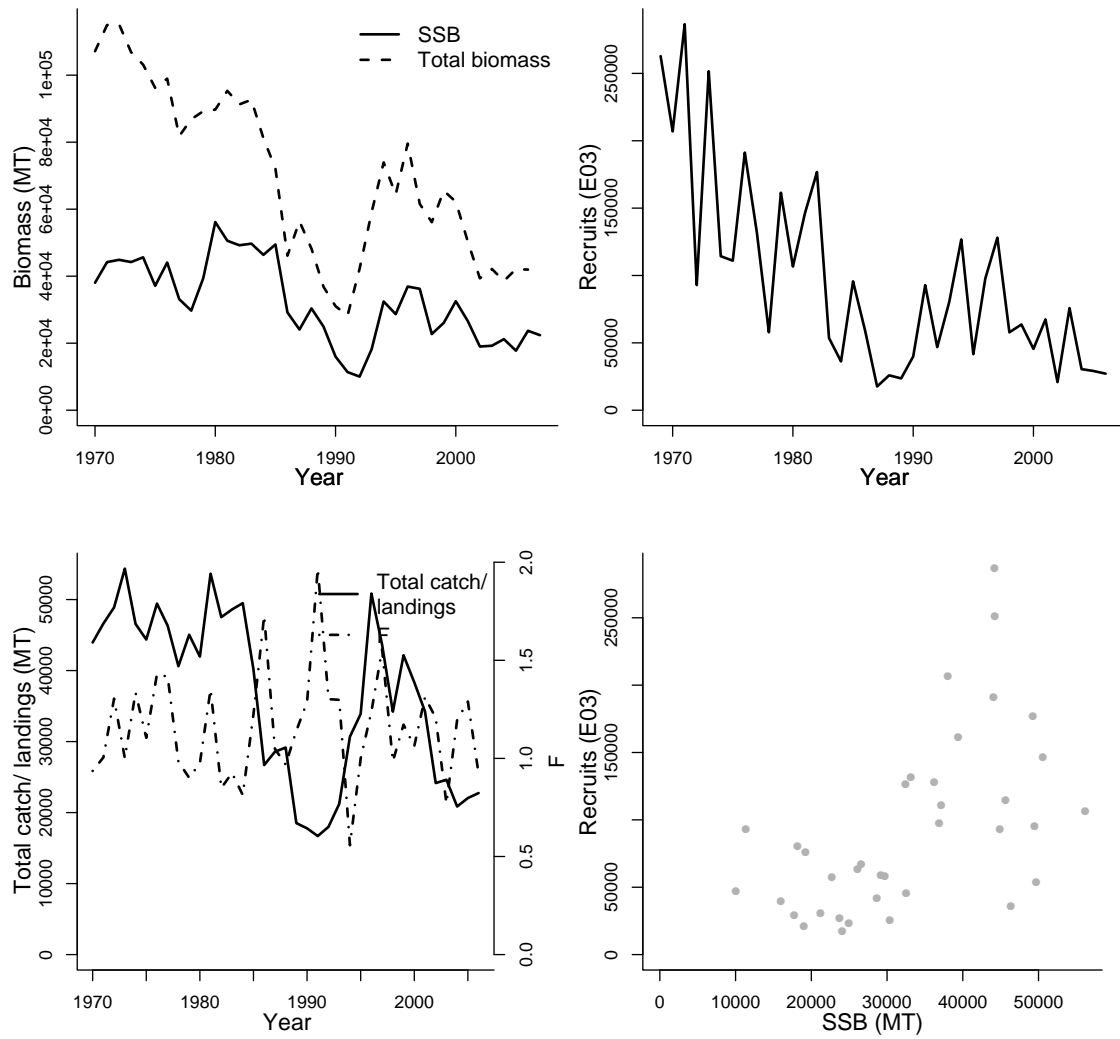 SSB
Total biomass
Biomass (MT)
0e+00
2e+04
4e+04
6e+04
8e+04
1e+05
1970
1980
1990
2000
Year
Recruits (E03)
0
50000
150000
250000
1970
1980
1990
2000
Year
Total catch/
landings
F
Total catch/ landings (MT)
0
10000
20000
30000
40000
50000
F
0.0
0.5
1.0
1.5
2.0
1970
1990
2000
Year
Recruits (E03)
0
50000
150000
250000
0
10000
20000
30000
40000
50000
SSB (MT)